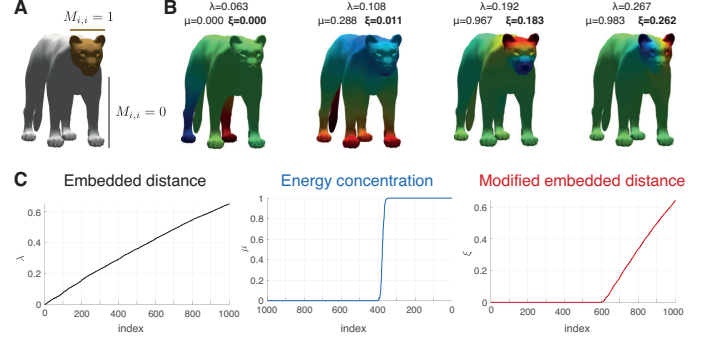 A
M_{i,i} = 1
M_{i,i} = 0
B
λ=0.063
μ=0.000 ξ=0.000
λ=0.108
μ=0.288 ξ=0.011
λ=0.192
μ=0.967 ξ=0.183
λ=0.267
μ=0.983 ξ=0.262
C
Embedded distance
0.6
0.4
0.2
0
λ
0 200 400 600 800 1000
index
Energy concentration
1
0.8
0.6
0.4
0.2
0
μ
1000 800 600 400 200 0
index
Modified embedded distance
0.6
0.4
0.2
0
ξ
0 200 400 600 800 1000
index